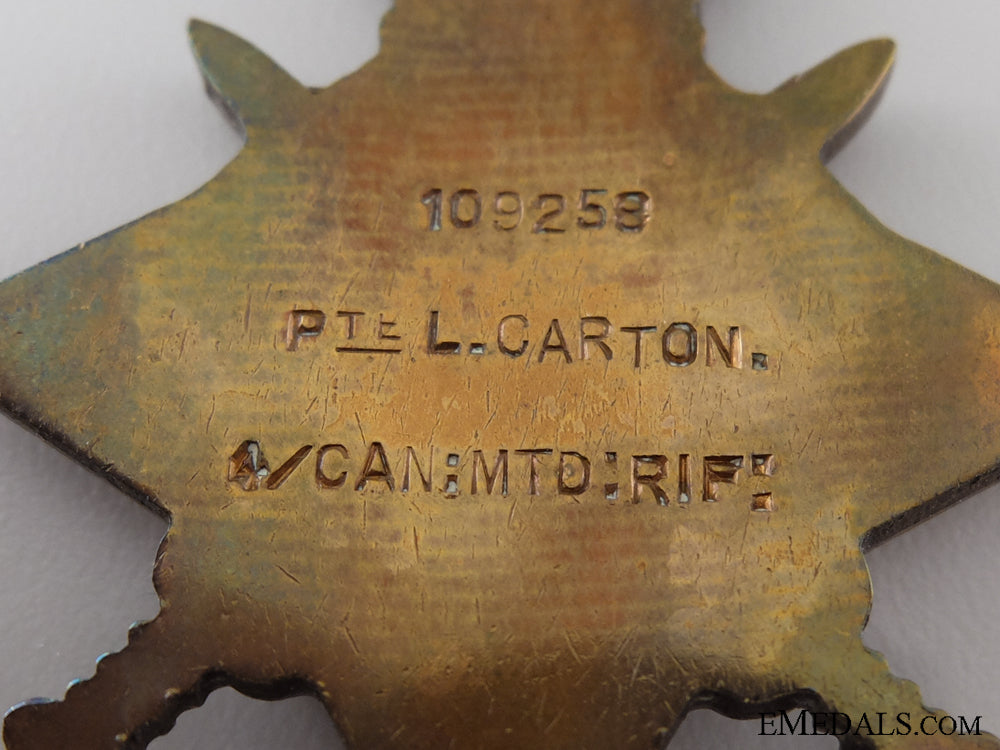 109258
PTE L. CARTON.
4/CAN:MTD:RIF:
EMEDALS.COM